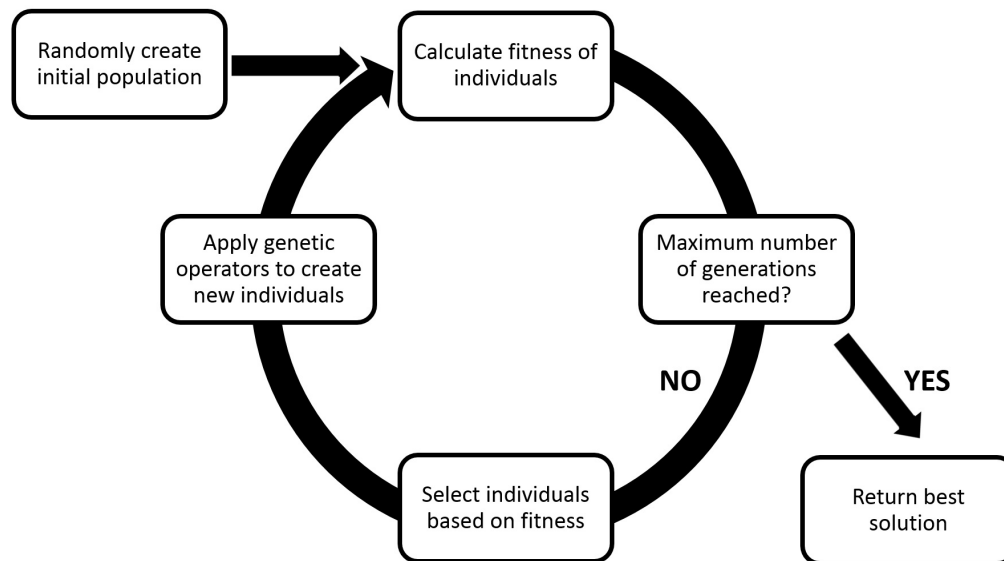 Randomly create
initial population
Calculate fitness of
individuals
Apply genetic
operators to create
new individuals
Maximum number
of generations
reached?
NO
YES
Select individuals
based on fitness
Return best
solution